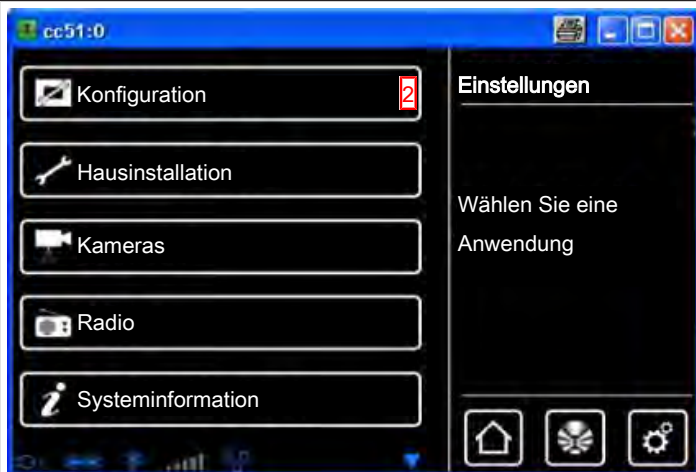 cc51:0
Konfiguration 2
Hausinstallation
Kameras
Radio
Systeminformation
Einstellungen
Wählen Sie eine
Anwendung